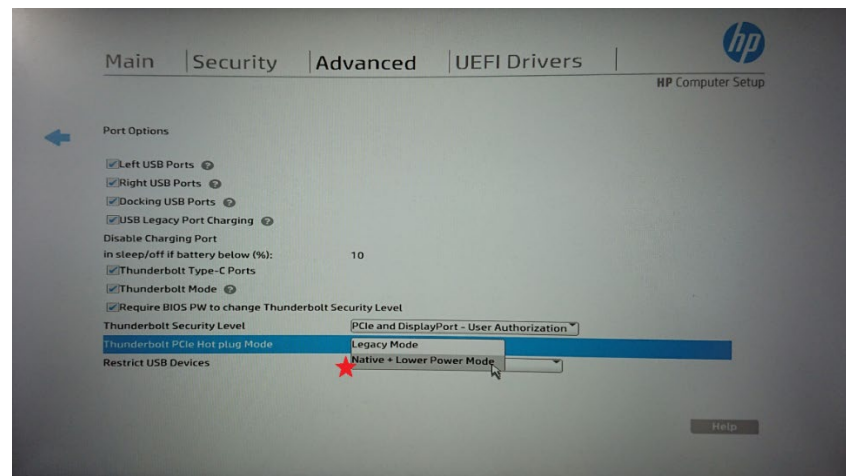 hp
Main Security Advanced UEFI Drivers
HP Computer Setup
Port Options
Left USB Ports ?
Right USB Ports ?
Docking USB Ports ?
USB Legacy Port Charging ?
Disable Charging Port
in sleep/off if battery below (%): 10
Thunderbolt Type-C Ports
Thunderbolt Mode ?
Require BIOS PW to change Thunderbolt Security Level
Thunderbolt Security Level PCIe and DisplayPort - User Authorization
Thunderbolt PCIe Hot plug Mode Legacy Mode
Native + Lower Power Mode
Restrict USB Devices
Help